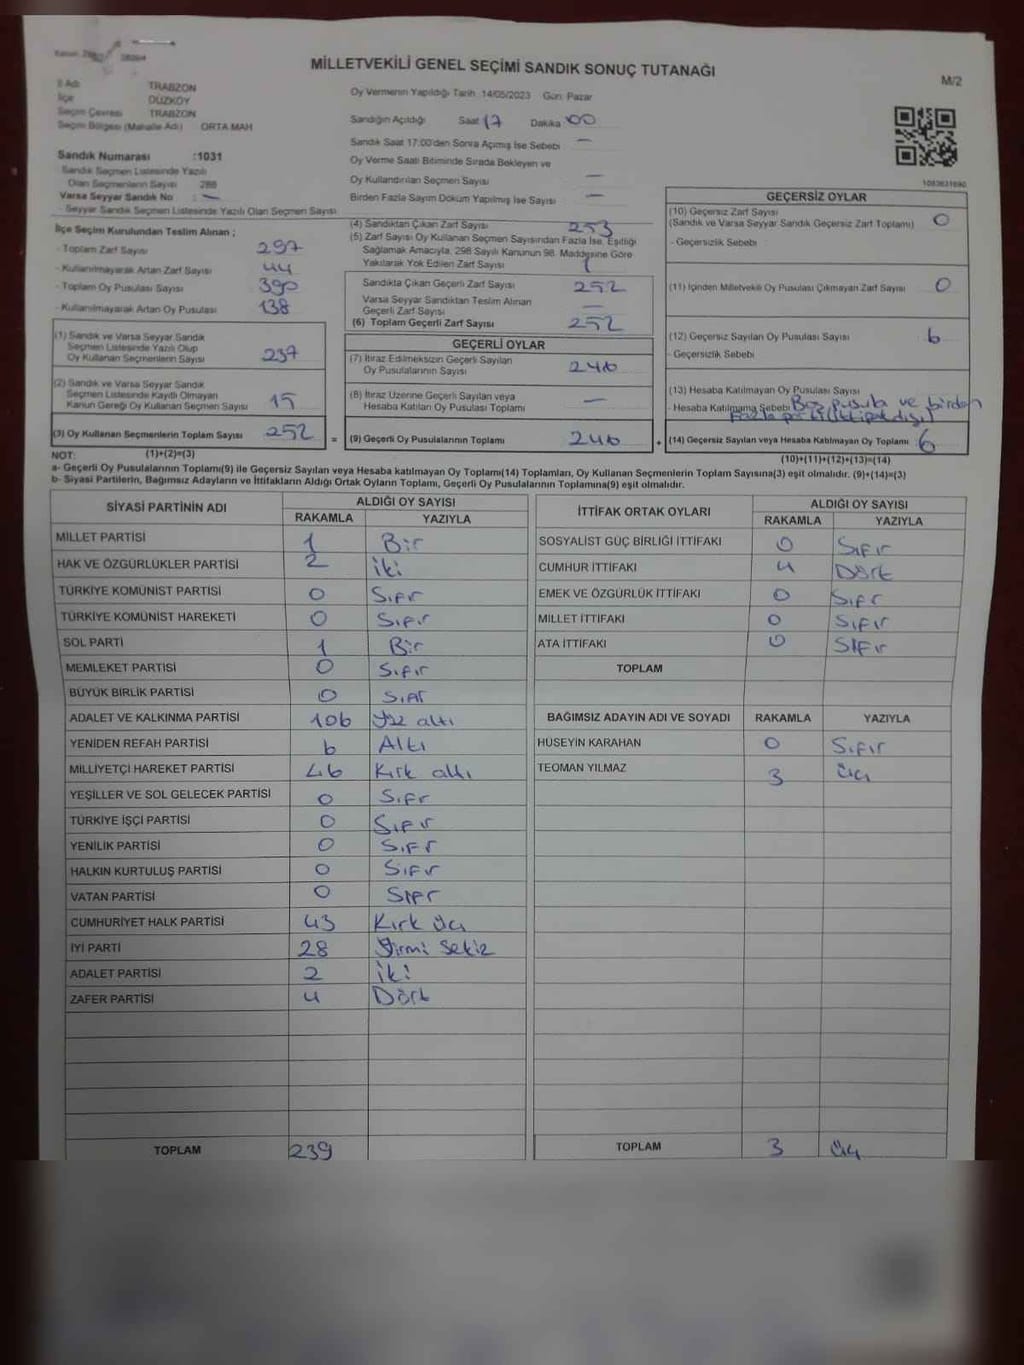 MİLLETVEKİLİ GENEL SEÇİMİ SANDIK SONUÇ TUTANAĞI
M/2
İl Adı TRABZON
İlçe DÜZKÖY
Seçim Çevresi TRABZON
Seçim Bölgesi (Mahalle Adı) ORTA MAH
Sandık Numarası :1031
Sandık Seçmen Listesinde Yazılı
Olan Seçmenlerin Sayısı 288
Varsa Seyyar Sandık No : —
- Seyyar Sandık Seçmen Listesinde Yazılı Olan Seçmen Sayısı
Oy Vermenin Yapıldığı Tarih 14/05/2023 Gün: Pazar
Sandığın Açıldığı Saat 17 Dakika 00
Sandık Saat 17:00'den Sonra Açımış İse Sebebi —
Oy Verme Saati Bitiminde Sırada Bekleyen ve
Oy Kullandırılan Seçmen Sayısı —
Birden Fazla Sayım Döküm Yapılmış İse Sayısı —
1083631690
İlçe Seçim Kurulundan Teslim Alınan ;
- Toplam Zarf Sayısı 297
- Kullanılmayarak Artan Zarf Sayısı 44
- Toplam Oy Pusulası Sayısı 390
- Kullanılmayarak Artan Oy Pusulası 138
(1) Sandık ve Varsa Seyyar Sandık
Seçmen Listesinde Yazılı Olup
Oy Kullanan Seçmenlerin Sayısı 237
(2) Sandık ve Varsa Seyyar Sandık
Seçmen Listesinde Kayıtlı Olmayan
Kanun Gereği Oy Kullanan Seçmen Sayısı 15
(3) Oy Kullanan Seçmenlerin Toplam Sayısı 252 =
(4) Sandıktan Çıkan Zarf Sayısı 253
(5) Zarf Sayısı Oy Kullanan Seçmen Sayısından Fazla İse, Eşitliği
Sağlamak Amacıyla, 298 Sayılı Kanunun 98. Maddesine Göre
Yakılarak Yok Edilen Zarf Sayısı 1
Sandıkta Çıkan Geçerli Zarf Sayısı 252
Varsa Seyyar Sandıktan Teslim Alınan
Geçerli Zarf Sayısı —
(6) Toplam Geçerli Zarf Sayısı 252
GEÇERLİ OYLAR
(7) İtiraz Edilmeksizin Geçerli Sayılan
Oy Pusulalarının Sayısı 246
(8) İtiraz Üzerine Geçerli Sayılan veya
Hesaba Katılan Oy Pusulası Toplamı —
(9) Geçerli Oy Pusulalarının Toplamı 246 +
GEÇERSİZ OYLAR
(10) Geçersiz Zarf Sayısı 0
(Sandık ve Varsa Seyyar Sandık Geçersiz Zarf Toplamı)
- Geçersizlik Sebebi
(11) İçinden Milletvekili Oy Pusulası Çıkmayan Zarf Sayısı 0
(12) Geçersiz Sayılan Oy Pusulası Sayısı 6
- Geçersizlik Sebebi
(13) Hesaba Katılmayan Oy Pusulası Sayısı
- Hesaba Katılmama Sebebi Boş pusula ve birden
Fazla parti (ittifak dışı)
(14) Geçersiz Sayılan veya Hesaba Katılmayan Oy Toplamı 6
NOT: (1)+(2)=(3)
(10)+(11)+(12)+(13)=(14)
a- Geçerli Oy Pusulalarının Toplamı(9) ile Geçersiz Sayılan veya Hesaba katılmayan Oy Toplamı(14) Toplamları, Oy Kullanan Seçmenlerin Toplam Sayısına(3) eşit olmalıdır. (9)+(14)=(3)
b- Siyasi Partilerin, Bağımsız Adayların ve İttifakların Aldığı Ortak Oyların Toplamı, Geçerli Oy Pusulalarının Toplamına(9) eşit olmalıdır.
SİYASİ PARTİNİN ADI ALDIĞI OY SAYISI
RAKAMLA YAZIYLA
MİLLET PARTİSİ 1 Bir
HAK VE ÖZGÜRLÜKLER PARTİSİ 2 İki
TÜRKİYE KOMÜNİST PARTİSİ 0 Sıfır
TÜRKİYE KOMÜNİST HAREKETİ 0 Sıfır
SOL PARTİ 1 Bir
MEMLEKET PARTİSİ 0 Sıfır
BÜYÜK BİRLİK PARTİSİ 0 Sıfır
ADALET VE KALKINMA PARTİSİ 106 Yüz altı
YENİDEN REFAH PARTİSİ 6 Altı
MİLLİYETÇİ HAREKET PARTİSİ 46 Kırk altı
YEŞİLLER VE SOL GELECEK PARTİSİ 0 Sıfır
TÜRKİYE İŞÇİ PARTİSİ 0 Sıfır
YENİLİK PARTİSİ 0 Sıfır
HALKIN KURTULUŞ PARTİSİ 0 Sıfır
VATAN PARTİSİ 0 Sıfır
CUMHURİYET HALK PARTİSİ 43 Kırk üç
İYİ PARTİ 28 Yirmi Sekiz
ADALET PARTİSİ 2 İki
ZAFER PARTİSİ 4 Dört
TOPLAM 239
İTTİFAK ORTAK OYLARI ALDIĞI OY SAYISI
RAKAMLA YAZIYLA
SOSYALİST GÜÇ BİRLİĞİ İTTİFAKI 0 Sıfır
CUMHUR İTTİFAKI 4 Dört
EMEK VE ÖZGÜRLÜK İTTİFAKI 0 Sıfır
MİLLET İTTİFAKI 0 Sıfır
ATA İTTİFAKI 0 Sıfır
TOPLAM
BAĞIMSIZ ADAYIN ADI VE SOYADI RAKAMLA YAZIYLA
HÜSEYİN KARAHAN 0 Sıfır
TEOMAN YILMAZ 3 Üç
TOPLAM 3 Üç